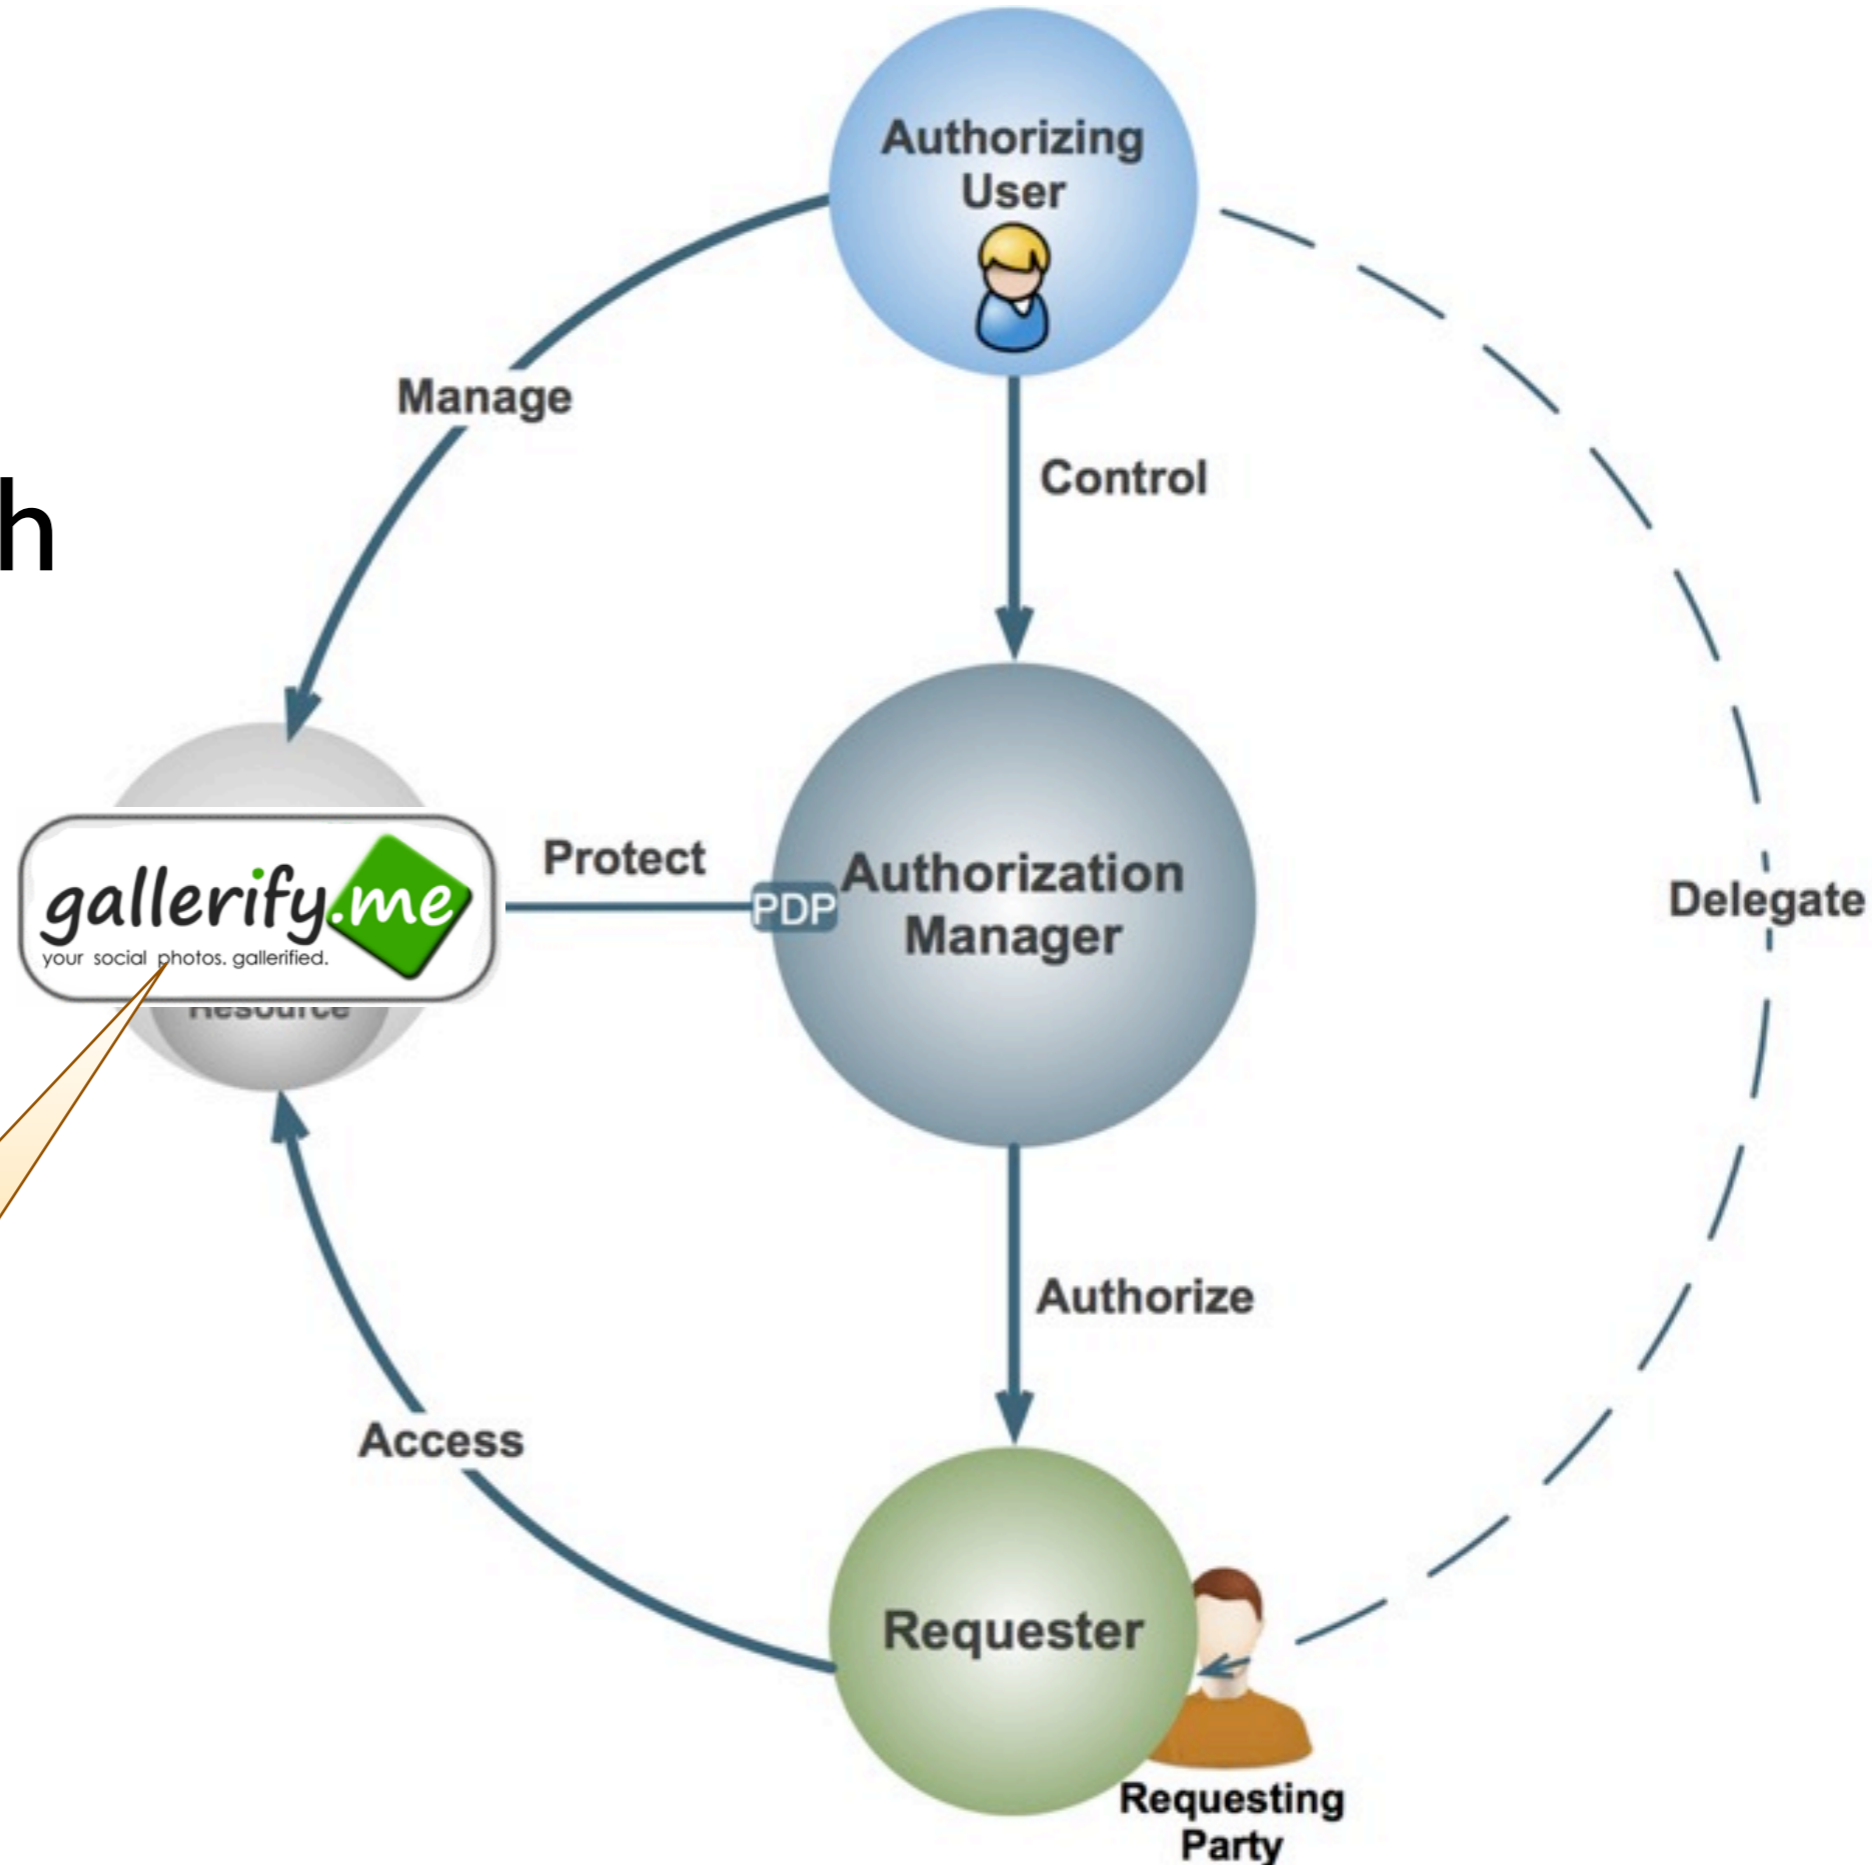 Authorizing
User
Manage
Control
h
Protect
gallerify.me
your social photos. gallerified.
PDP
Authorization
Manager
Delegate
Resource
Authorize
Access
Requester
Requesting
Party